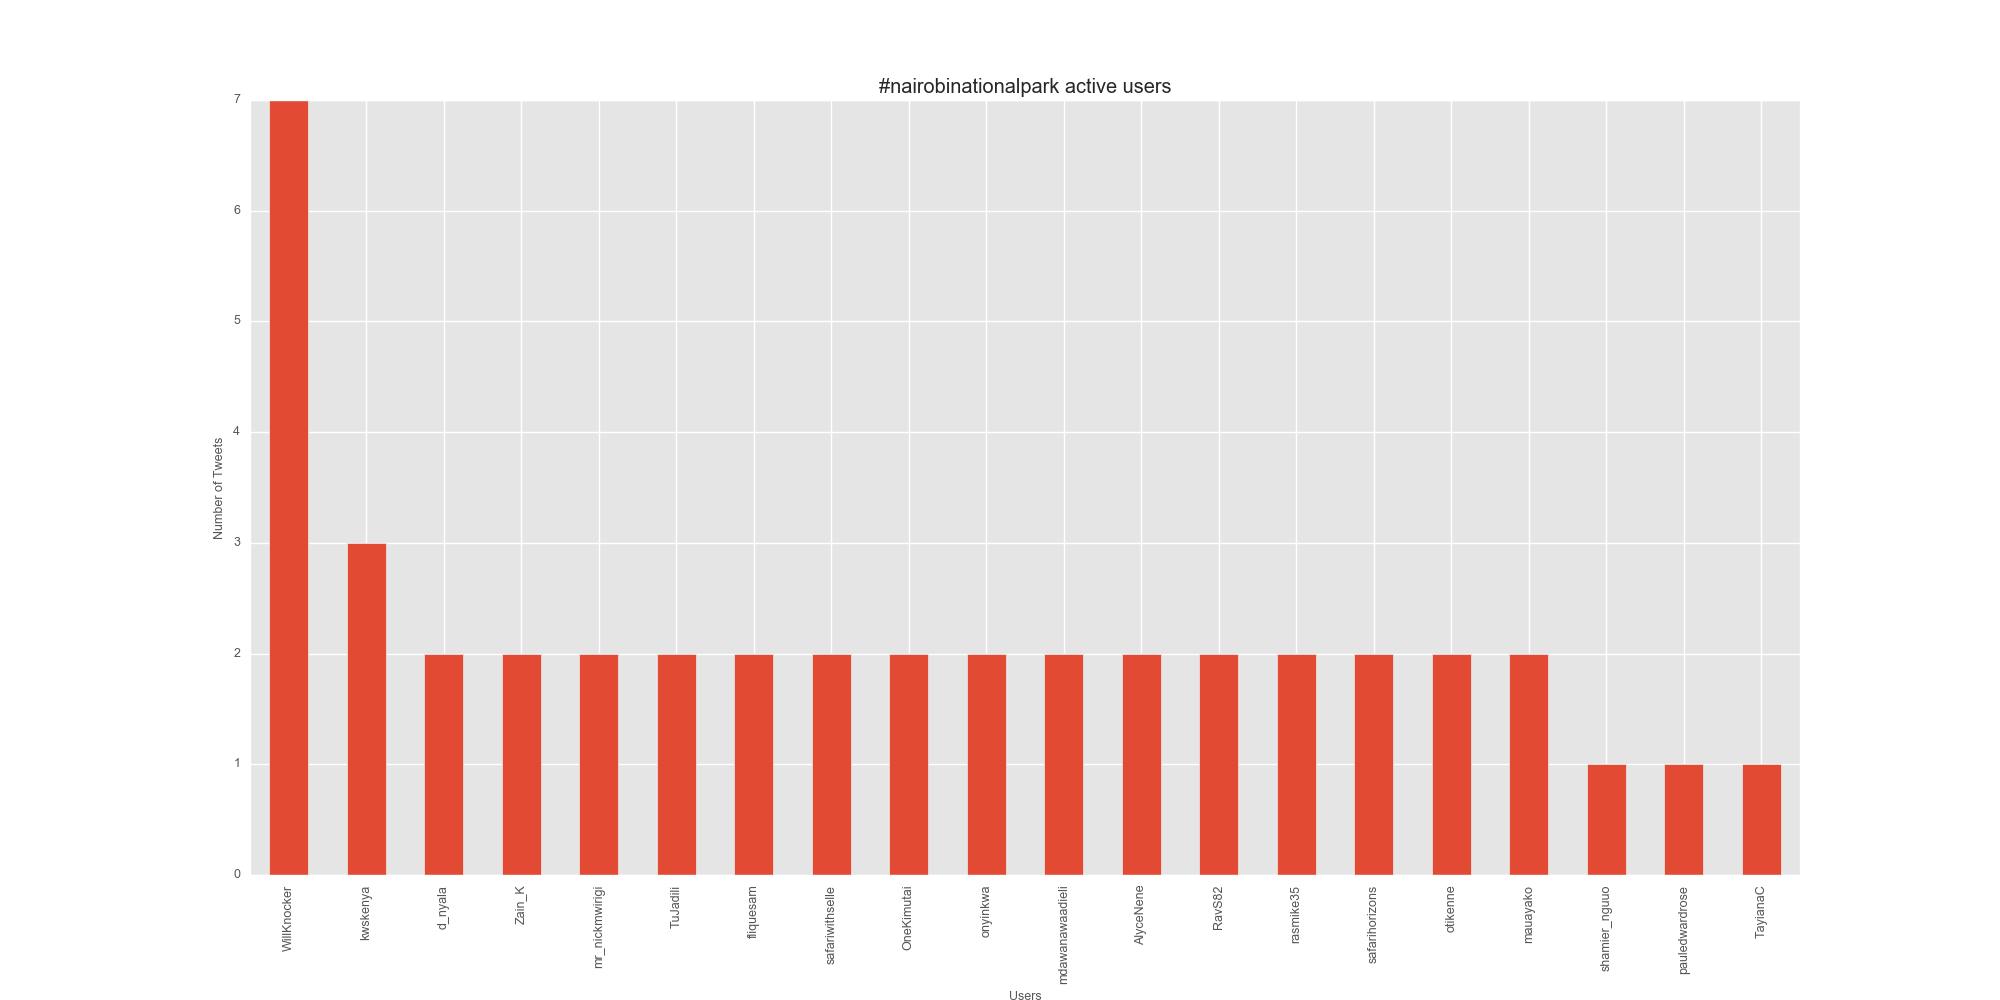 #nairobinationalpark active users
7
6
5
4
3
2
1
0
Number of Tweets
WillKnocker
kwskenya
d_nyala
Zain_K
mr_nickmwirigi
TuJadili
fliquesam
safariwithselle
OneKimutai
onyinkwa
mdawanawaadieli
AlyceNene
RavS82
rasmike35
safarihorizons
otikenne
mauayako
shamier_nguuo
pauledwardrose
TayianaC
Users